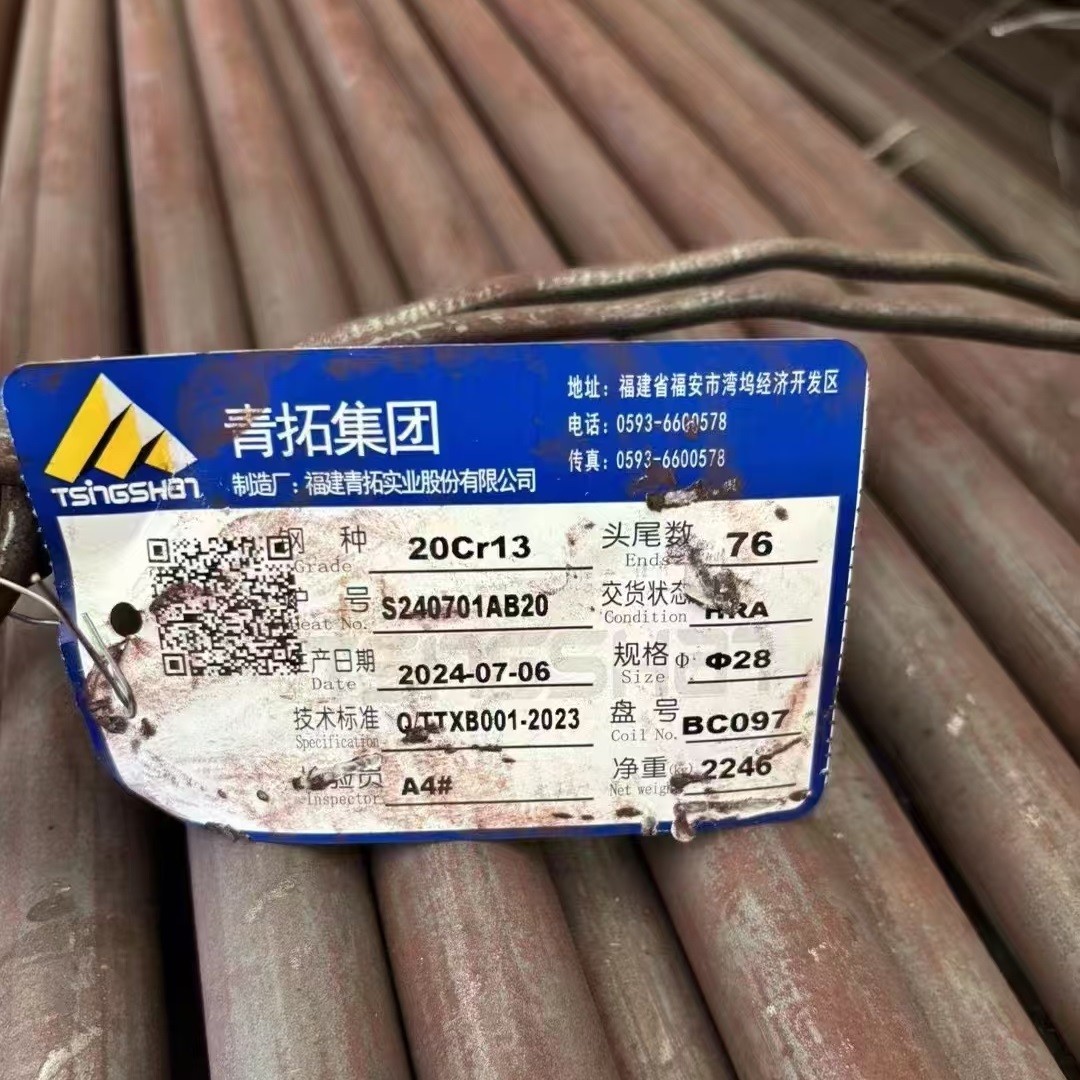 TSINGSHAN
青拓集团
制造厂：福建青拓实业股份有限公司
地址：福建省福安市湾坞经济开发区
电话：0593-6600578
传真：0593-6600578
钢 种 20Cr13 头尾数 76
Grade Ends
号 S240701AB20 交货状态 HRA
Heat No. Condition
生产日期 2024-07-06 规格 Φ Φ28
Date Size
技术标准 Q/TTXB001-2023 盘 号 BC097
Specification Coil No.
检验员 A4# 净重(kg) 2246
Inspector Net weight
TSINGSHAN